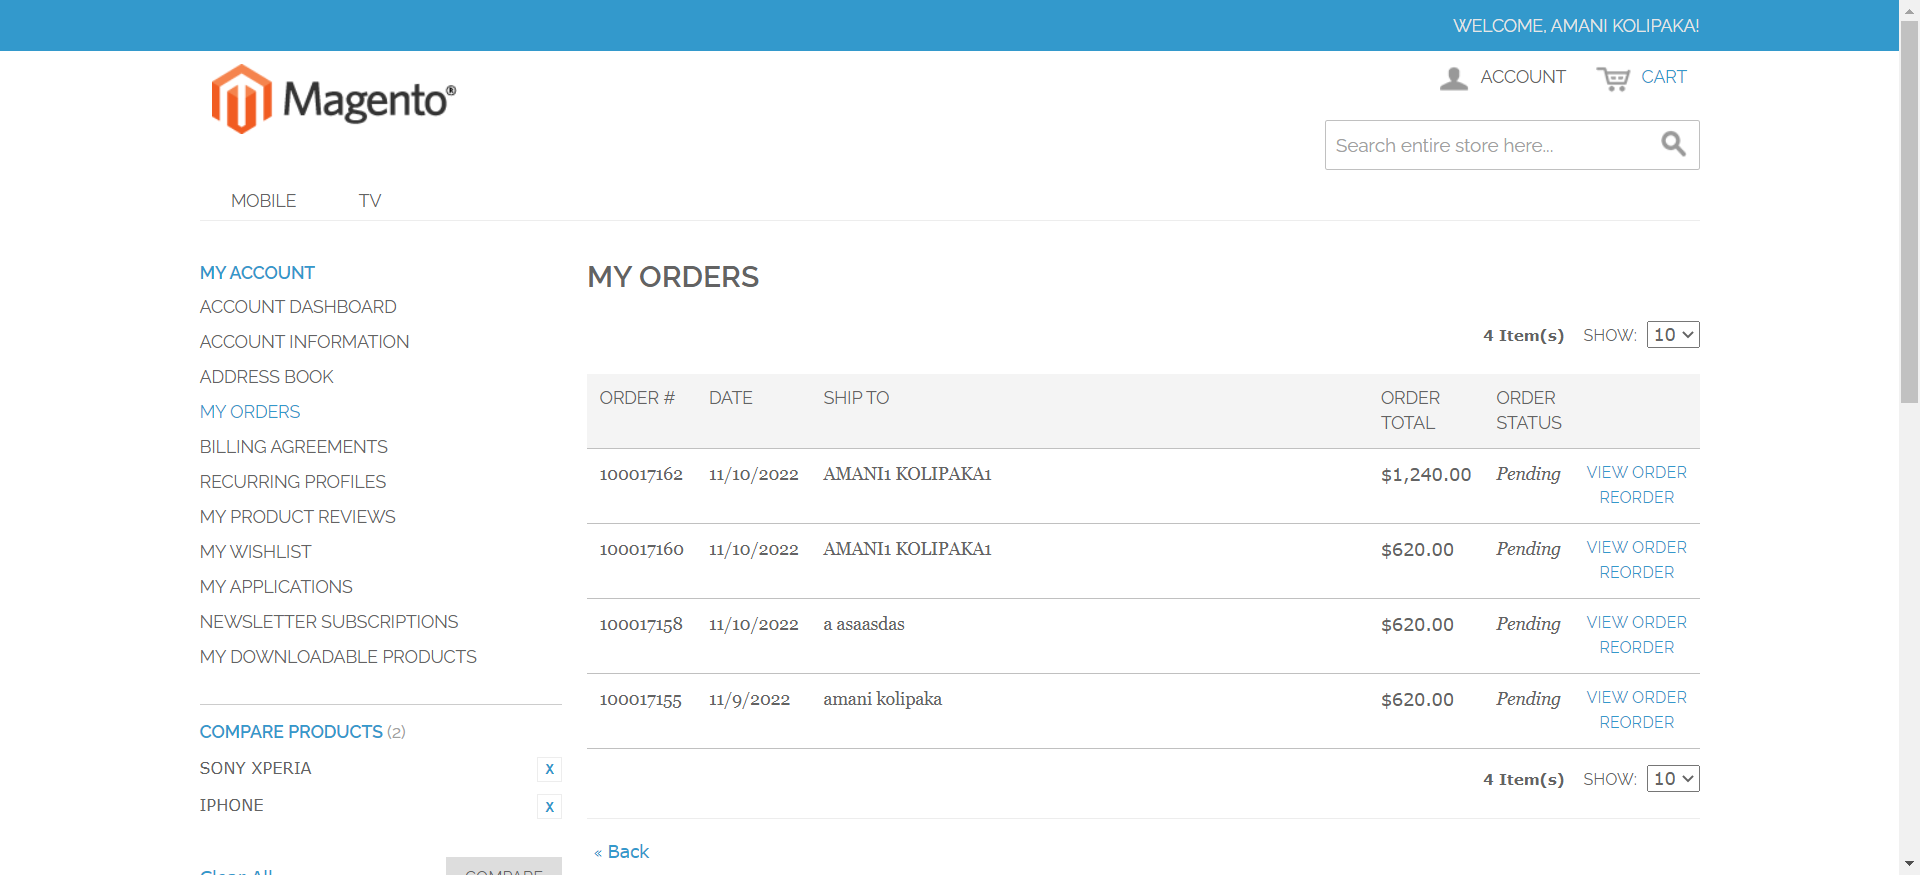 WELCOME, AMANI KOLIPAKA!
Magento®
ACCOUNT
CART
Search entire store here...
MOBILE
TV
MY ACCOUNT
ACCOUNT DASHBOARD
ACCOUNT INFORMATION
ADDRESS BOOK
MY ORDERS
BILLING AGREEMENTS
RECURRING PROFILES
MY PRODUCT REVIEWS
MY WISHLIST
MY APPLICATIONS
NEWSLETTER SUBSCRIPTIONS
MY DOWNLOADABLE PRODUCTS
COMPARE PRODUCTS (2)
SONY XPERIA X
IPHONE X
Clear All
COMPARE
MY ORDERS
4 Item(s) SHOW: 10
ORDER # DATE SHIP TO ORDER TOTAL ORDER STATUS
100017162 11/10/2022 AMANI1 KOLIPAKA1 $1,240.00 Pending VIEW ORDER
REORDER
100017160 11/10/2022 AMANI1 KOLIPAKA1 $620.00 Pending VIEW ORDER
REORDER
100017158 11/10/2022 a asaasdas $620.00 Pending VIEW ORDER
REORDER
100017155 11/9/2022 amani kolipaka $620.00 Pending VIEW ORDER
REORDER
4 Item(s) SHOW: 10
« Back